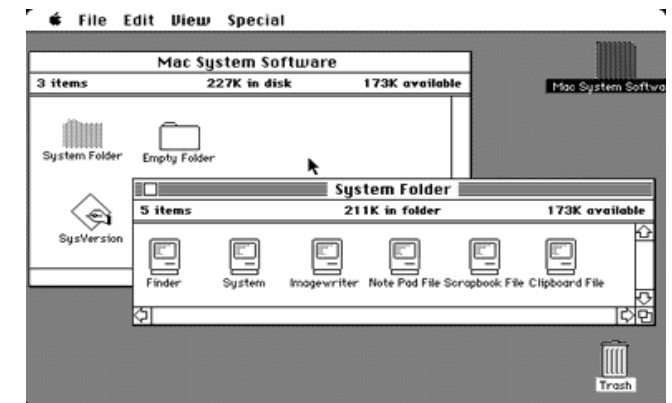 File Edit View Special
Mac System Software
3 items 227K in disk 173K available
Mac System Softwa
System Folder Empty Folder
SysVersion
System Folder
5 items 211K in folder 173K available
Finder System Imagewriter Note Pad File Scrapbook File Clipboard File
Trash